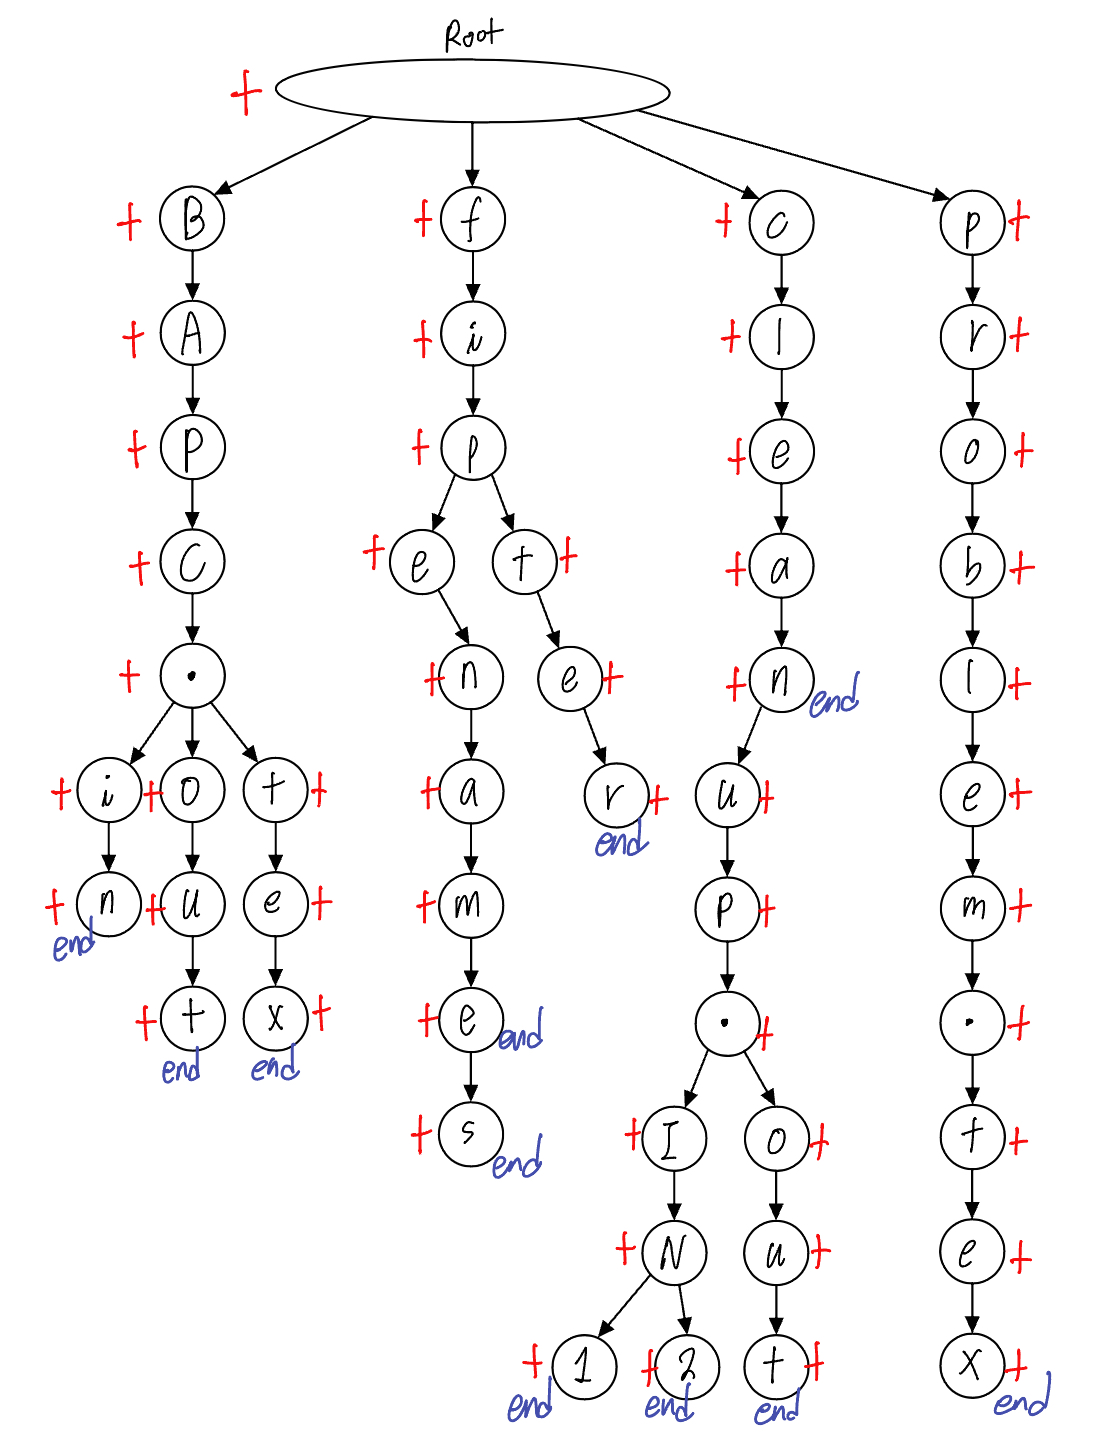 Root
+
+ B + f + c p +
+ A + i + l r +
+ P + p + e o +
+ C + e t + + a b +
+ . + n e + + n end l +
+ i + o t + + a r + end u + e +
+ n end + u e + + m p + m +
+ t end x + end + e end . + . +
+ s end + I o + t +
+ N u + e +
+ 1 end + 2 end t + end x + end